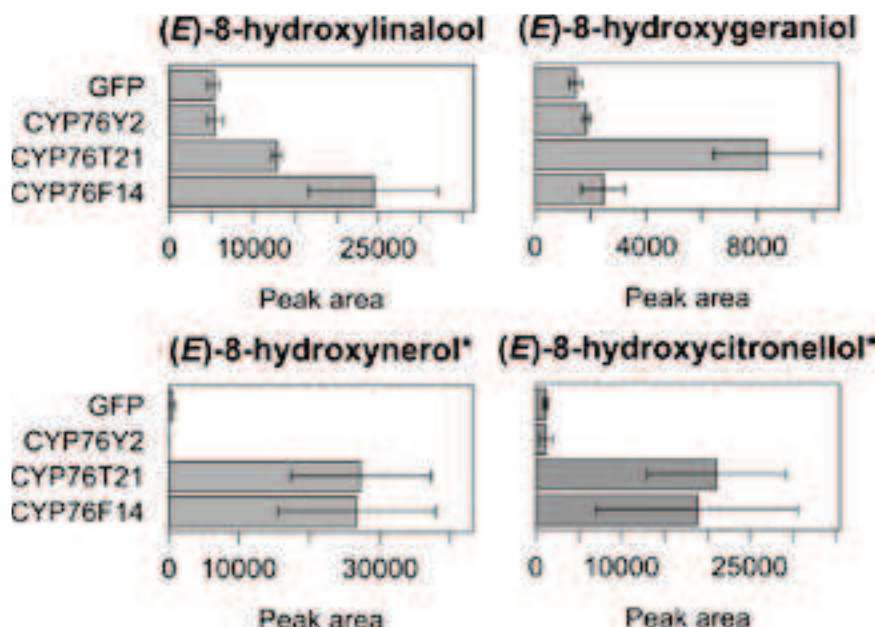 (E)-8-hydroxylinalool
GFP
CYP76Y2
CYP76T21
CYP76F14
0 10000 25000
Peak area
(E)-8-hydroxygeraniol
0 4000 8000
Peak area
(E)-8-hydroxynerol*
GFP
CYP76Y2
CYP76T21
CYP76F14
0 10000 30000
Peak area
(E)-8-hydroxycitronellol*
0 10000 25000
Peak area